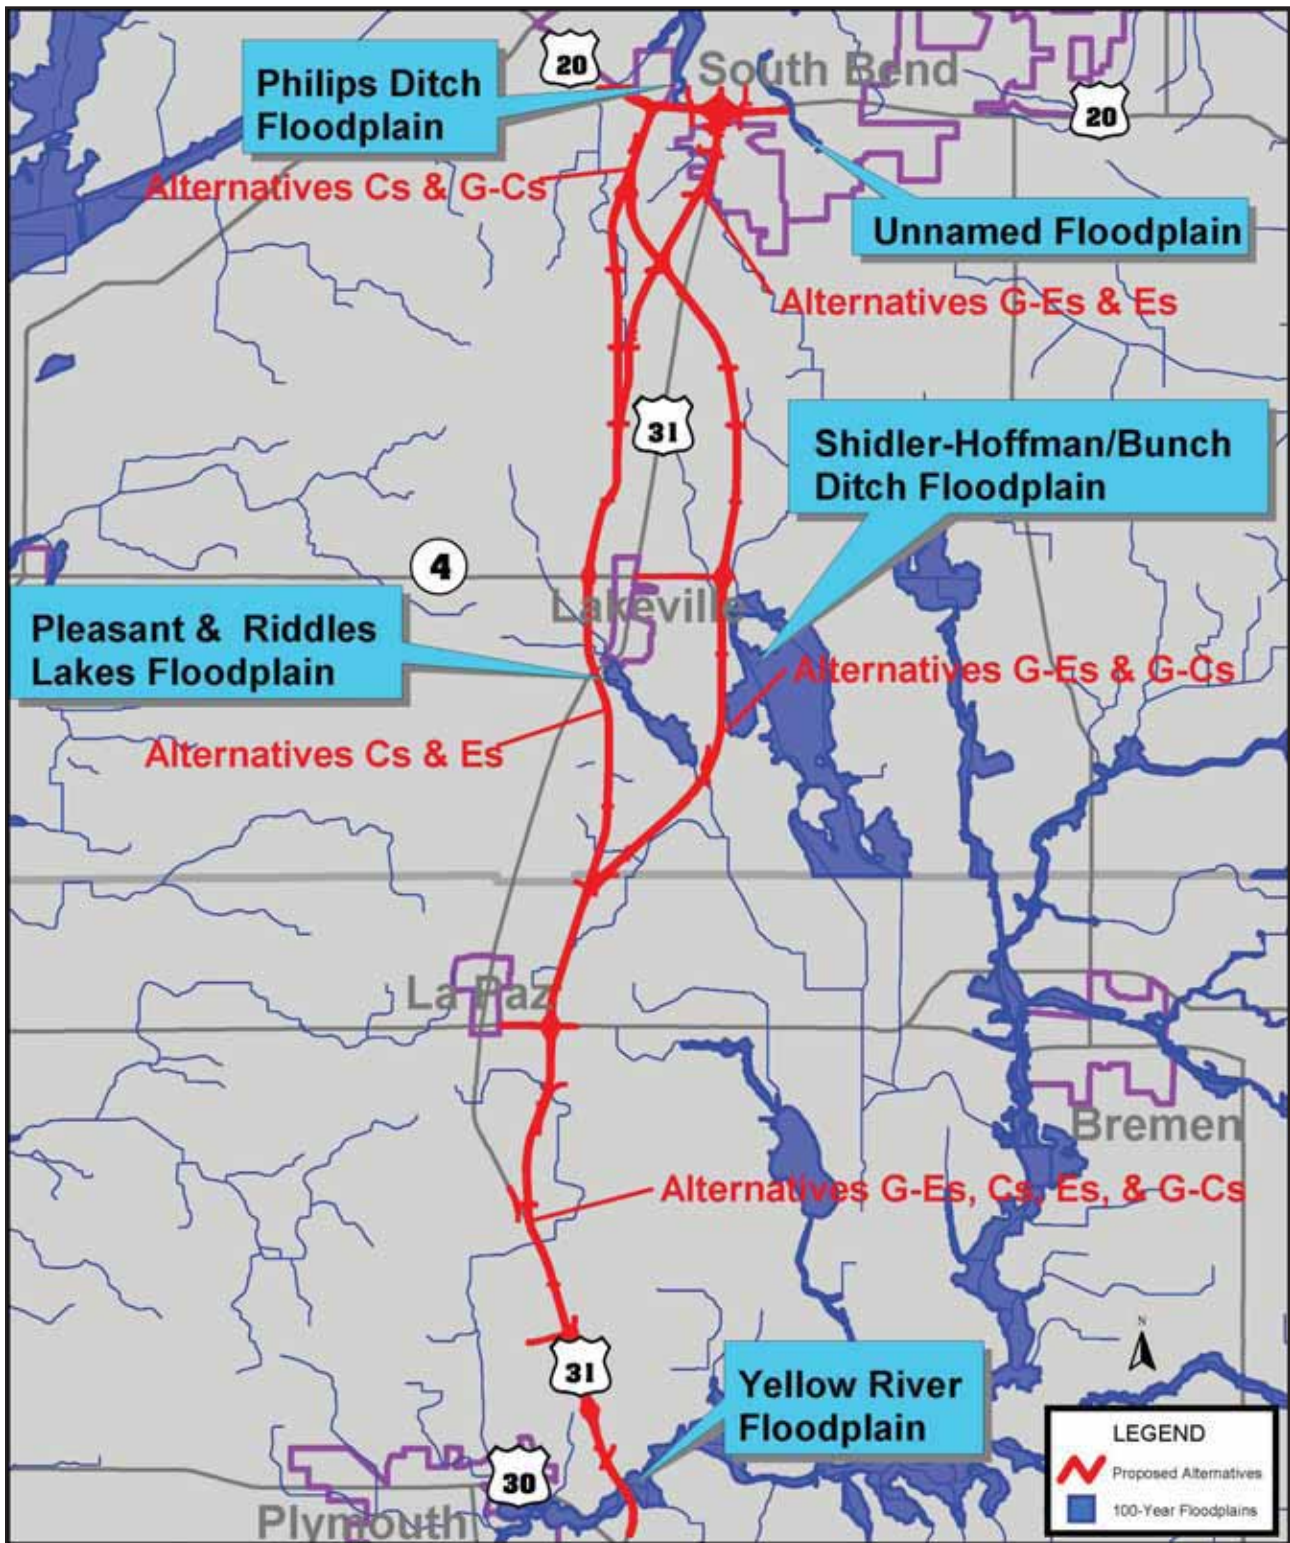 20
South Bend
Philips Ditch
Floodplain
20
Alternatives Cs & G-Cs
Unnamed Floodplain
Alternatives G-Es & Es
31
Shidler-Hoffman/Bunch
Ditch Floodplain
4
Lakeville
Pleasant & Riddles
Lakes Floodplain
Alternatives G-Es & G-Cs
Alternatives Cs & Es
La Paz
Bremen
Alternatives G-Es, Cs, Es, & G-Cs
N
31
Yellow River
Floodplain
30
Plymouth
LEGEND
Proposed Alternatives
100-Year Floodplains